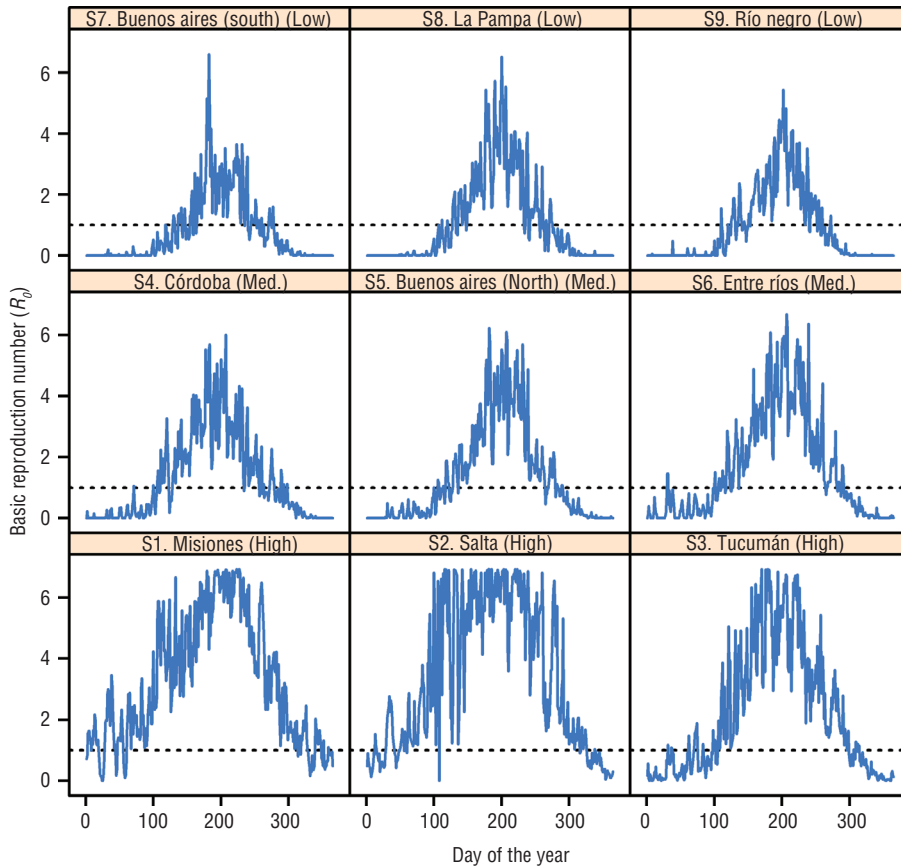 S7. Buenos aires (south) (Low)
S8. La Pampa (Low)
S9. Río negro (Low)
6
4
2
0
S4. Córdoba (Med.)
S5. Buenos aires (North) (Med.)
S6. Entre ríos (Med.)
6
4
2
0
Basic reproduction number (R0)
S1. Misiones (High)
S2. Salta (High)
S3. Tucumán (High)
6
4
2
0
0 100 200 300 0 100 200 300 0 100 200 300
Day of the year